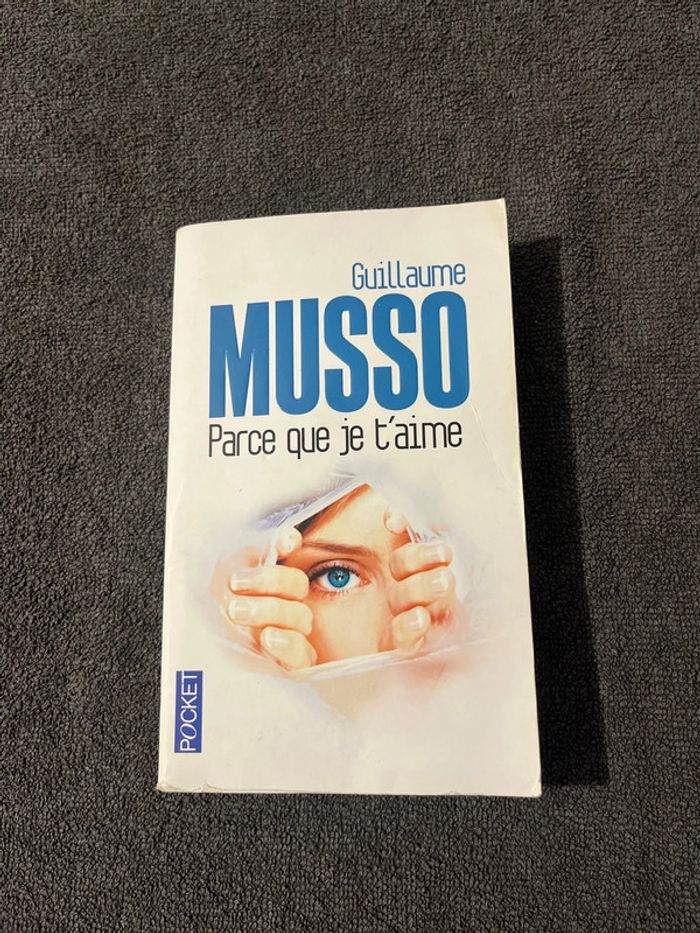 Guillaume
MUSSO
Parce que je t'aime
POCKET